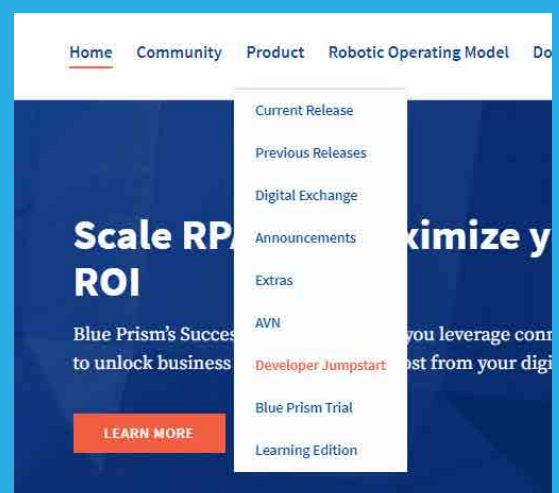 Home Community Product Robotic Operating Model Do
Current Release
Previous Releases
Digital Exchange
Announcements
Extras
AVN
Developer Jumpstart
Blue Prism Trial
Learning Edition
Scale RP ximize y
ROI
Blue Prism's Succes you leverage conn
to unlock business ost from your digi
LEARN MORE